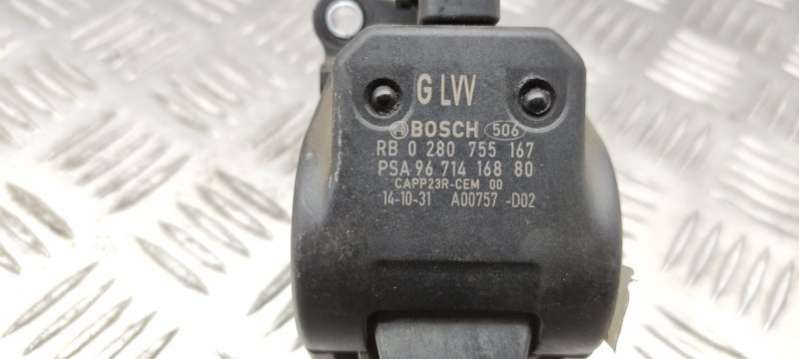 G LVV
BOSCH 506
RB 0 280 755 167
PSA 96 714 168 80
CAPP23R-CEM 00
14-10-31 A00757 -D02